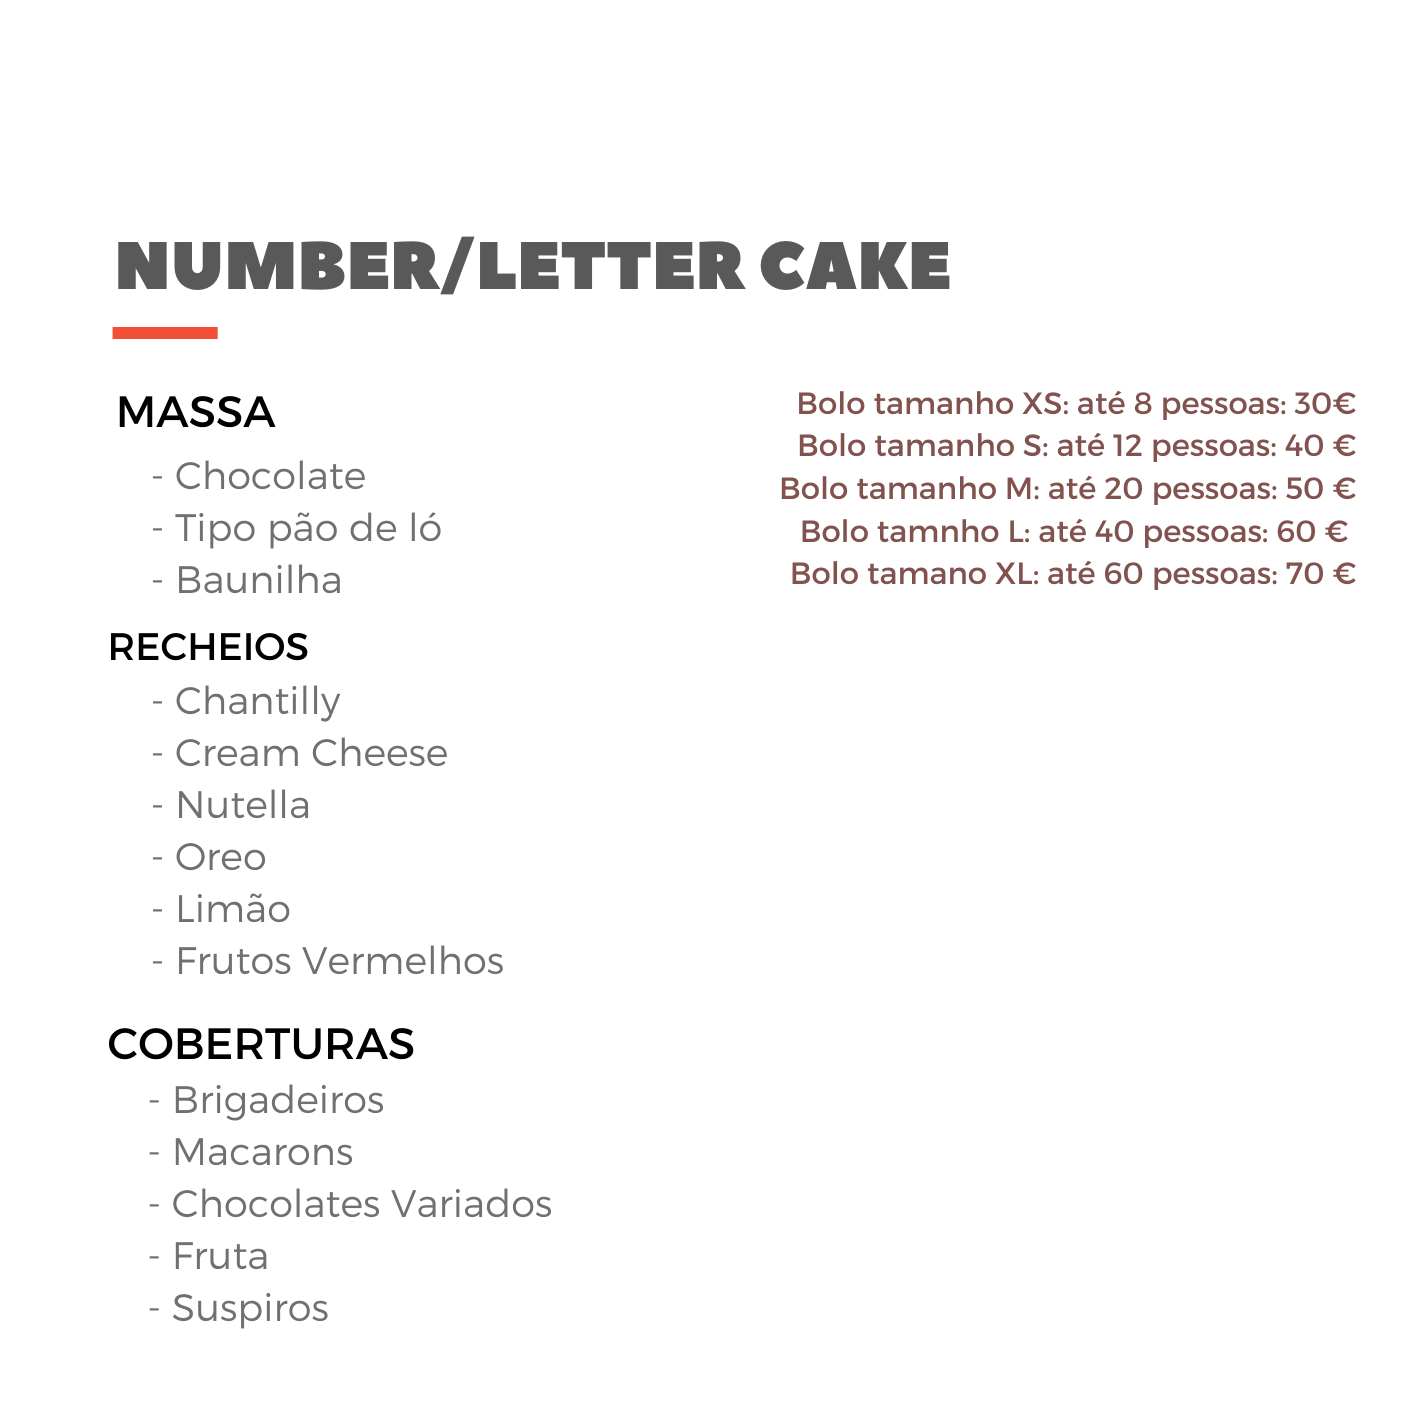 NUMBER/LETTER CAKE
MASSA
- Chocolate
- Tipo pão de ló
- Baunilha
RECHEIOS
- Chantilly
- Cream Cheese
- Nutella
- Oreo
- Limão
- Frutos Vermelhos
COBERTURAS
- Brigadeiros
- Macarons
- Chocolates Variados
- Fruta
- Suspiros
Bolo tamanho XS: até 8 pessoas: 30€
Bolo tamanho S: até 12 pessoas: 40 €
Bolo tamanho M: até 20 pessoas: 50 €
Bolo tamnho L: até 40 pessoas: 60 €
Bolo tamano XL: até 60 pessoas: 70 €